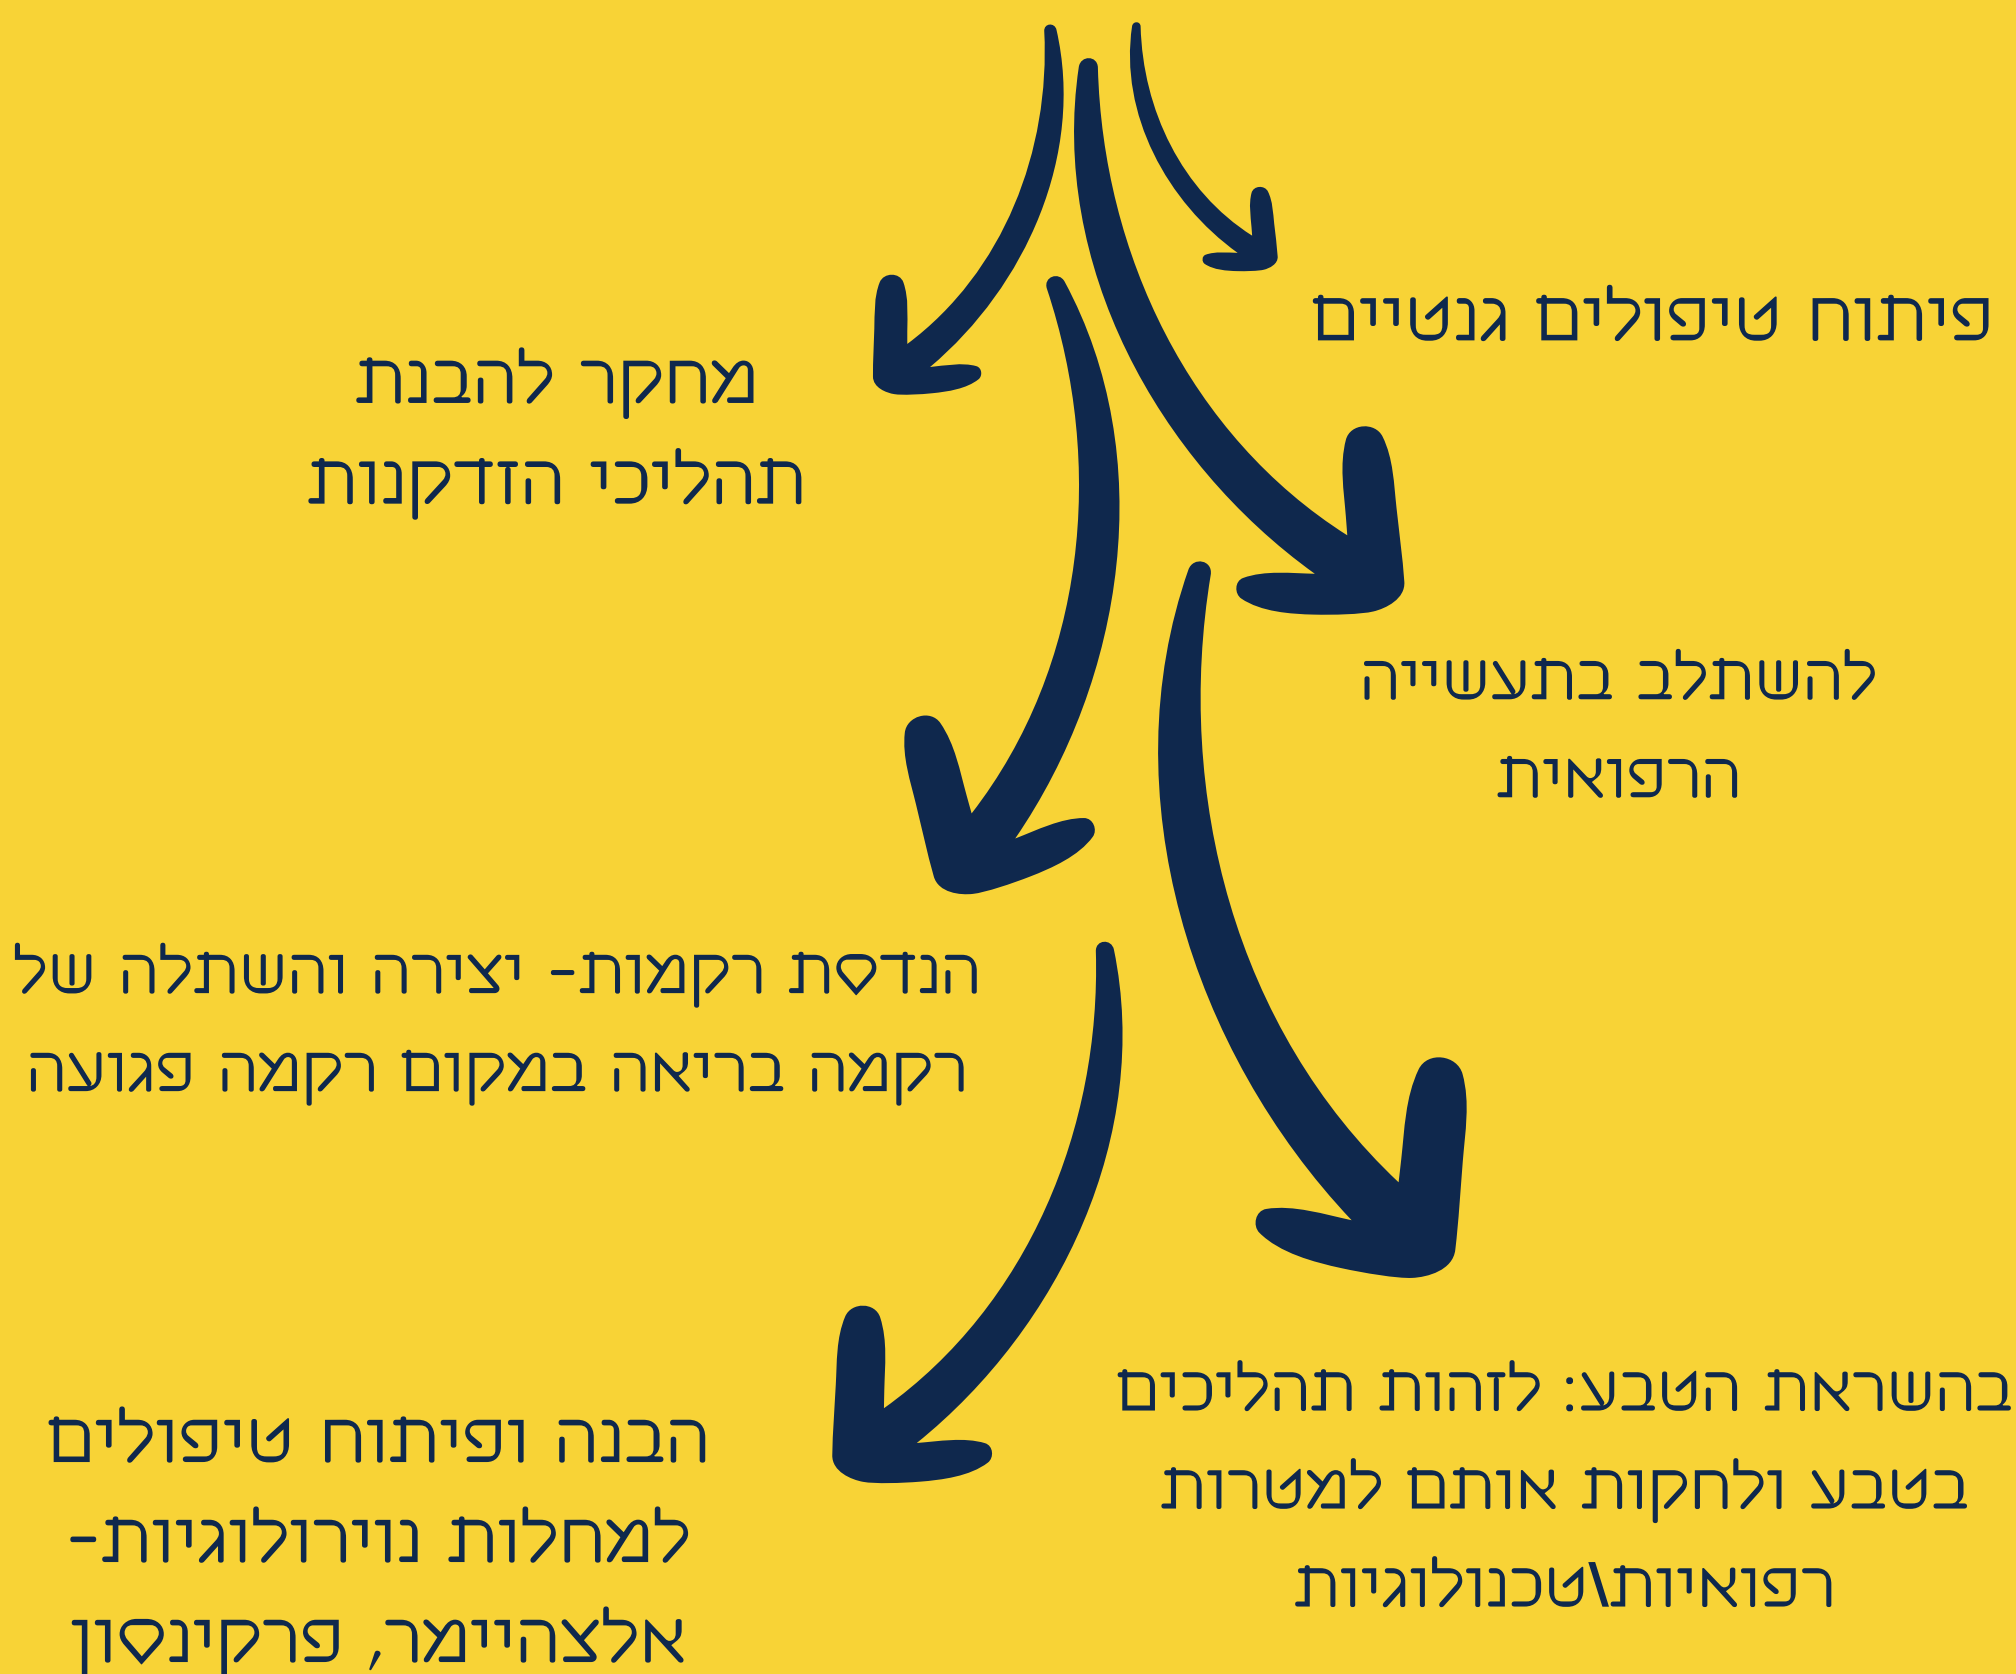 פיתוח טיפולים גנטיים
מחקר להבנת
תהליכי הזדקנות
להשתלב בתעשייה
הרפואית
הנדסת רקמות- יצירה והשתלה של
רקמה בריאה במקום רקמה פגועה
בהשראת הטבע: לזהות תהליכים
בטבע ולחקות אותם למטרות
רפואיות\טכנולוגיות
הבנה ופיתוח טיפולים
למחלות נוירולוגיות-
אלצהיימר, פרקינסון